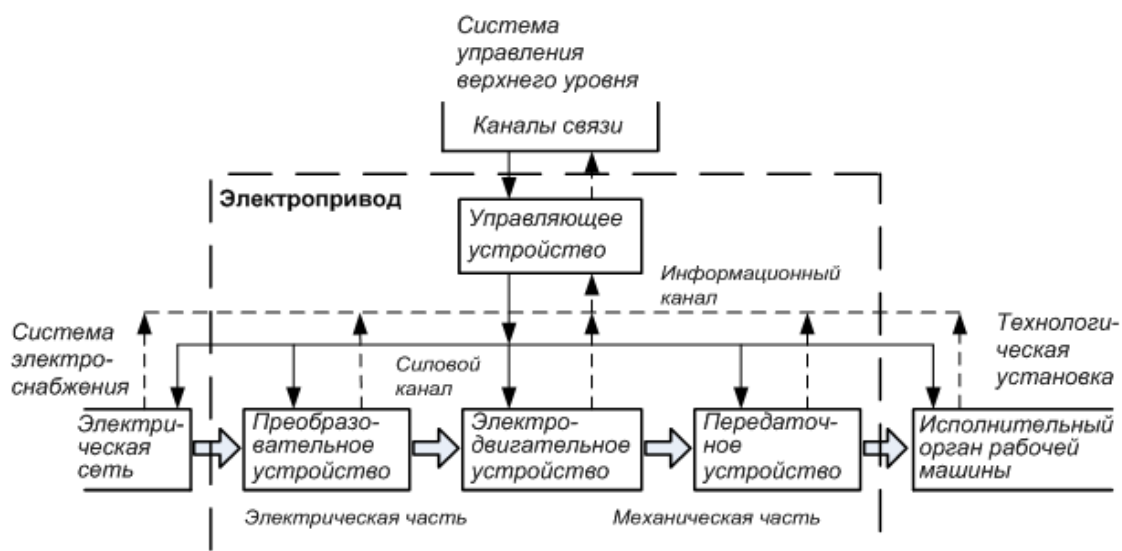 Система
управления
верхнего уровня
Каналы связи
Электропривод
Управляющее
устройство
Информационный
канал
Система
электро-
снабжения
Силовой
канал
Технологи-
ческая
установка
Электри-
ческая
сеть
Преобразо-
вательное
устройство
Электро-
двигательное
устройство
Передаточ-
ное
устройство
Исполнительный
орган рабочей
машины
Электрическая часть
Механическая часть